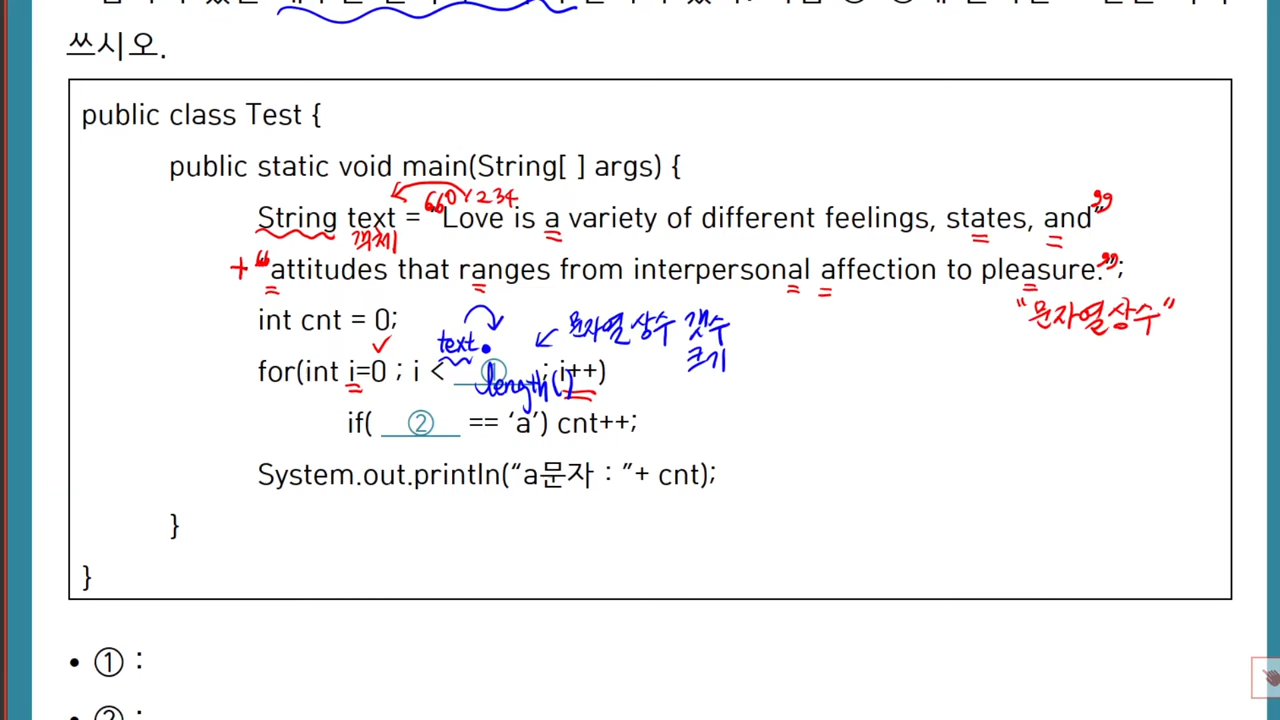 쓰시오.
public class Test {
public static void main(String[ ] args) {
01234
String text = “Love is a variety of different feelings, states, and”
객체
+ “attitudes that ranges from interpersonal affection to pleasure.”;
“문자열상수”
int cnt = 0;
text. 문자열 상수 갯수
크기
for(int i=0 ; i < ① length() ; i++)
if( ② == ‘a’) cnt++;
System.out.println(“a문자 : ”+ cnt);
}
}
• ① :
• ② :